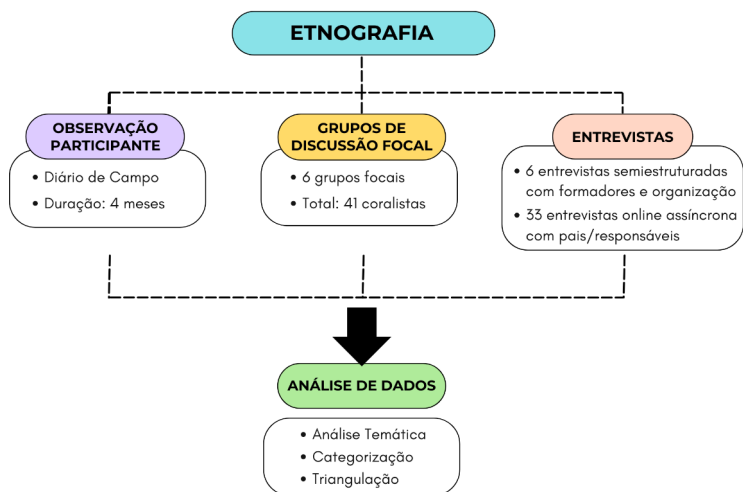 ETNOGRAFIA
OBSERVAÇÃO
PARTICIPANTE
• Diário de Campo
• Duração: 4 meses
GRUPOS DE
DISCUSSÃO FOCAL
• 6 grupos focais
• Total: 41 coralistas
ENTREVISTAS
• 6 entrevistas semiestruturadas
com formadores e organização
• 33 entrevistas online assíncrona
com pais/responsáveis
ANÁLISE DE DADOS
• Análise Temática
• Categorização
• Triangulação